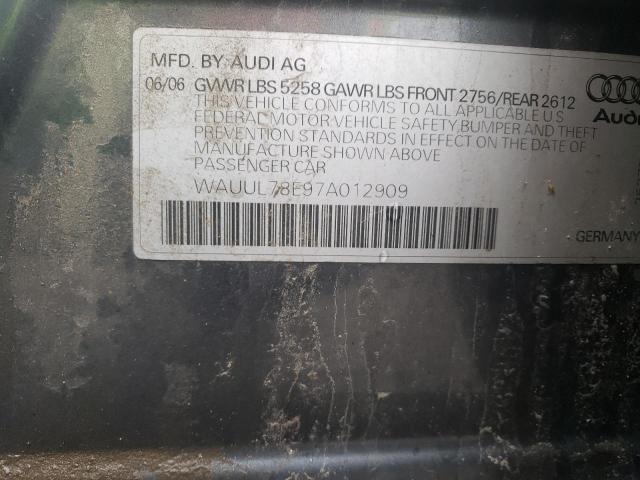 MFD. BY AUDI AG
06/06 GVWR LBS 5258 GAWR LBS FRONT 2756/REAR 2612
THIS VEHICLE CONFORMS TO ALL APPLICABLE U S
FEDERAL MOTOR VEHICLE SAFETY, BUMPER AND THEFT
PREVENTION STANDARDS IN EFFECT ON THE DATE OF
MANUFACTURE SHOWN ABOVE
PASSENGER CAR
WAUUL78E97A012909
Audi
GERMANY